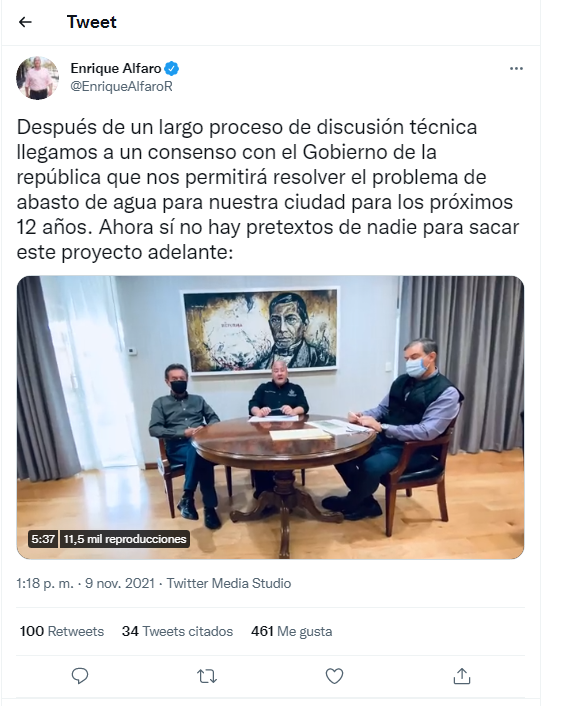 Tweet
Enrique Alfaro
@EnriqueAlfaroR
Después de un largo proceso de discusión técnica
llegamos a un consenso con el Gobierno de la
república que nos permitirá resolver el problema de
abasto de agua para nuestra ciudad para los próximos
12 años. Ahora sí no hay pretextos de nadie para sacar
este proyecto adelante:
5:37 11,5 mil reproducciones
1:18 p. m. · 9 nov. 2021 · Twitter Media Studio
100 Retweets 34 Tweets citados 461 Me gusta